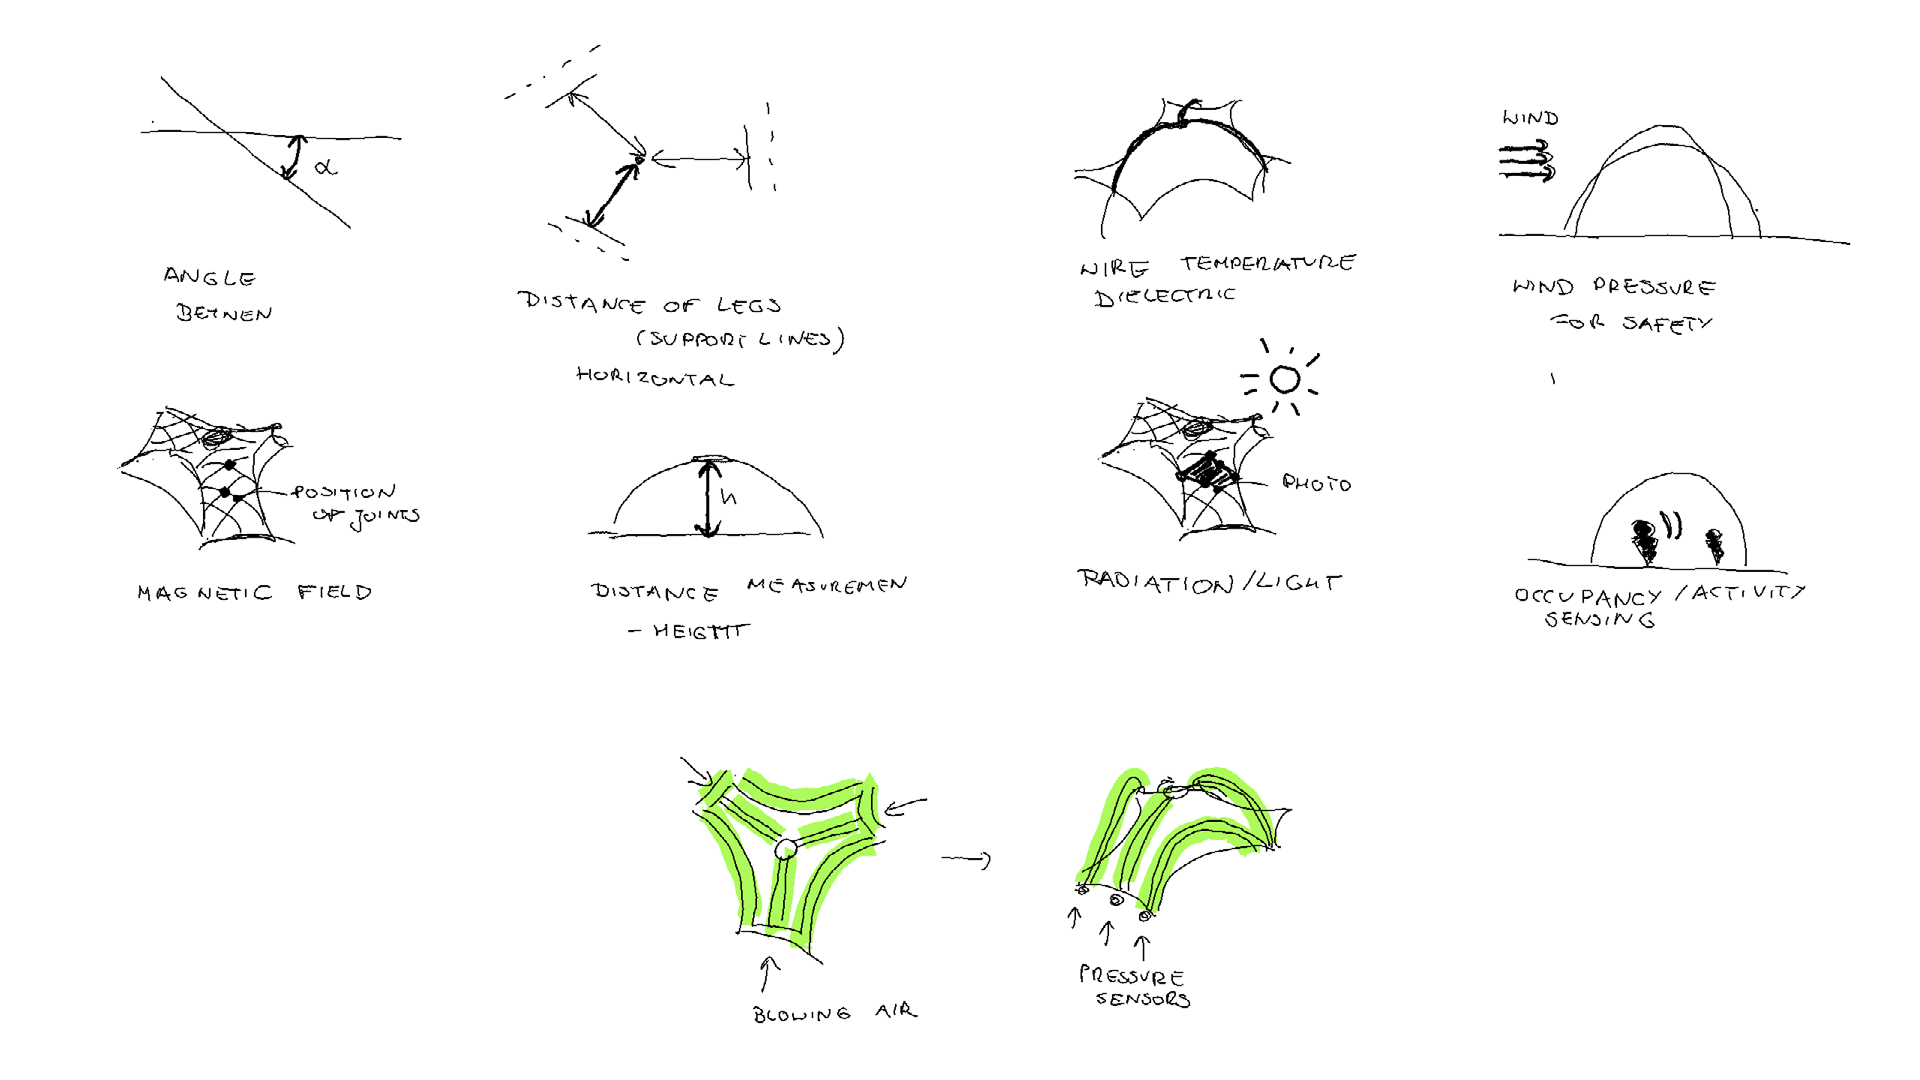 α
ANGLE
BETWEN
DISTANCE OF LEGS
(SUPPORT LINES)
HORIZONTAL
WIRE TEMPERATURE
DIELECTRIC
WIND
WIND PRESSURE
FOR SAFETY
POSITION
OF JOINTS
MAGNETIC FIELD
h
DISTANCE MEASUREMEN
- HEIGHT
PHOTO
RADIATION/LIGHT
OCCUPANCY/ACTIVITY
SENSING
BLOWING AIR
PRESSURE
SENSORS